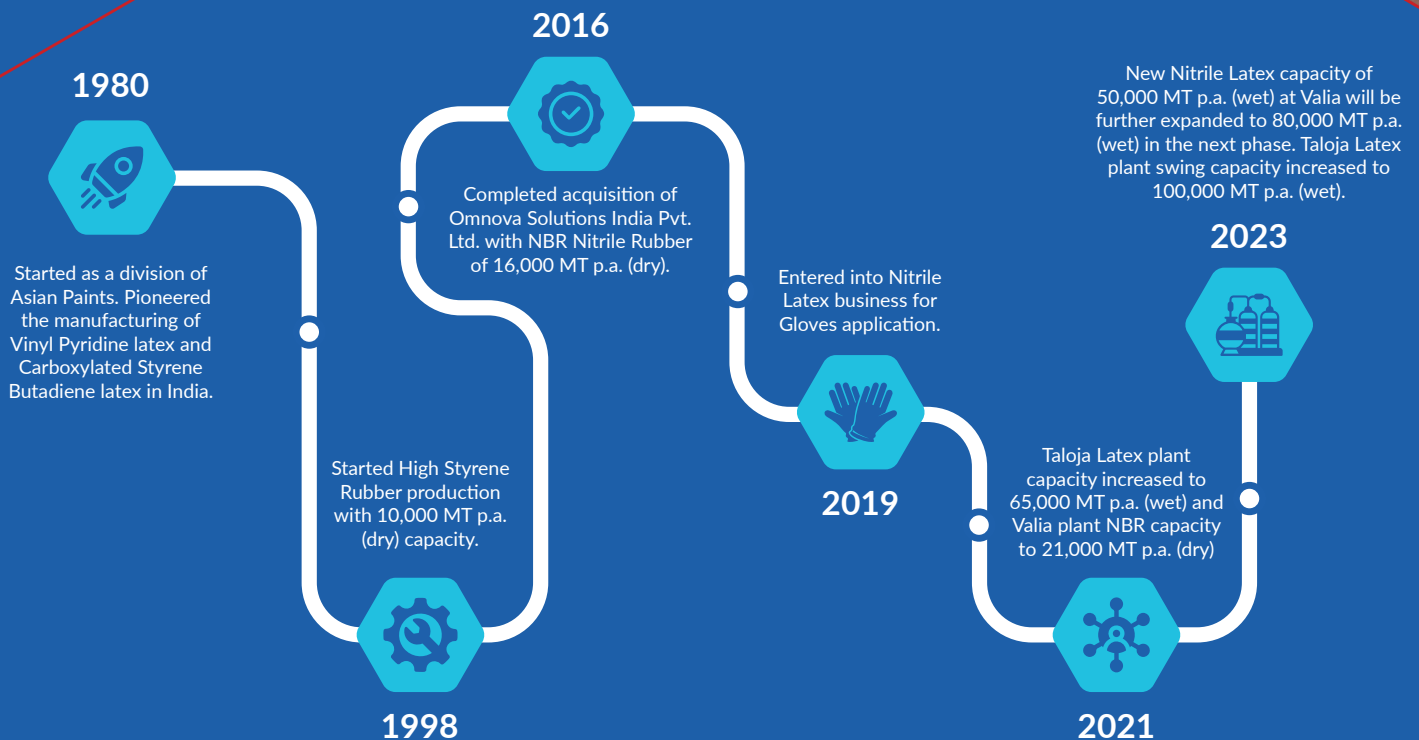 1980
Started as a division of
Asian Paints. Pioneered
the manufacturing of
Vinyl Pyridine latex and
Carboxylated Styrene
Butadiene latex in India.
Started High Styrene
Rubber production
with 10,000 MT p.a.
(dry) capacity.
1998
2016
Completed acquisition of
Omnova Solutions India Pvt.
Ltd. with NBR Nitrile Rubber
of 16,000 MT p.a. (dry).
Entered into Nitrile
Latex business for
Gloves application.
2019
Taloja Latex plant
capacity increased to
65,000 MT p.a. (wet) and
Valia plant NBR capacity
to 21,000 MT p.a. (dry)
2021
New Nitrile Latex capacity of
50,000 MT p.a. (wet) at Valia will be
further expanded to 80,000 MT p.a.
(wet) in the next phase. Taloja Latex
plant swing capacity increased to
100,000 MT p.a. (wet).
2023